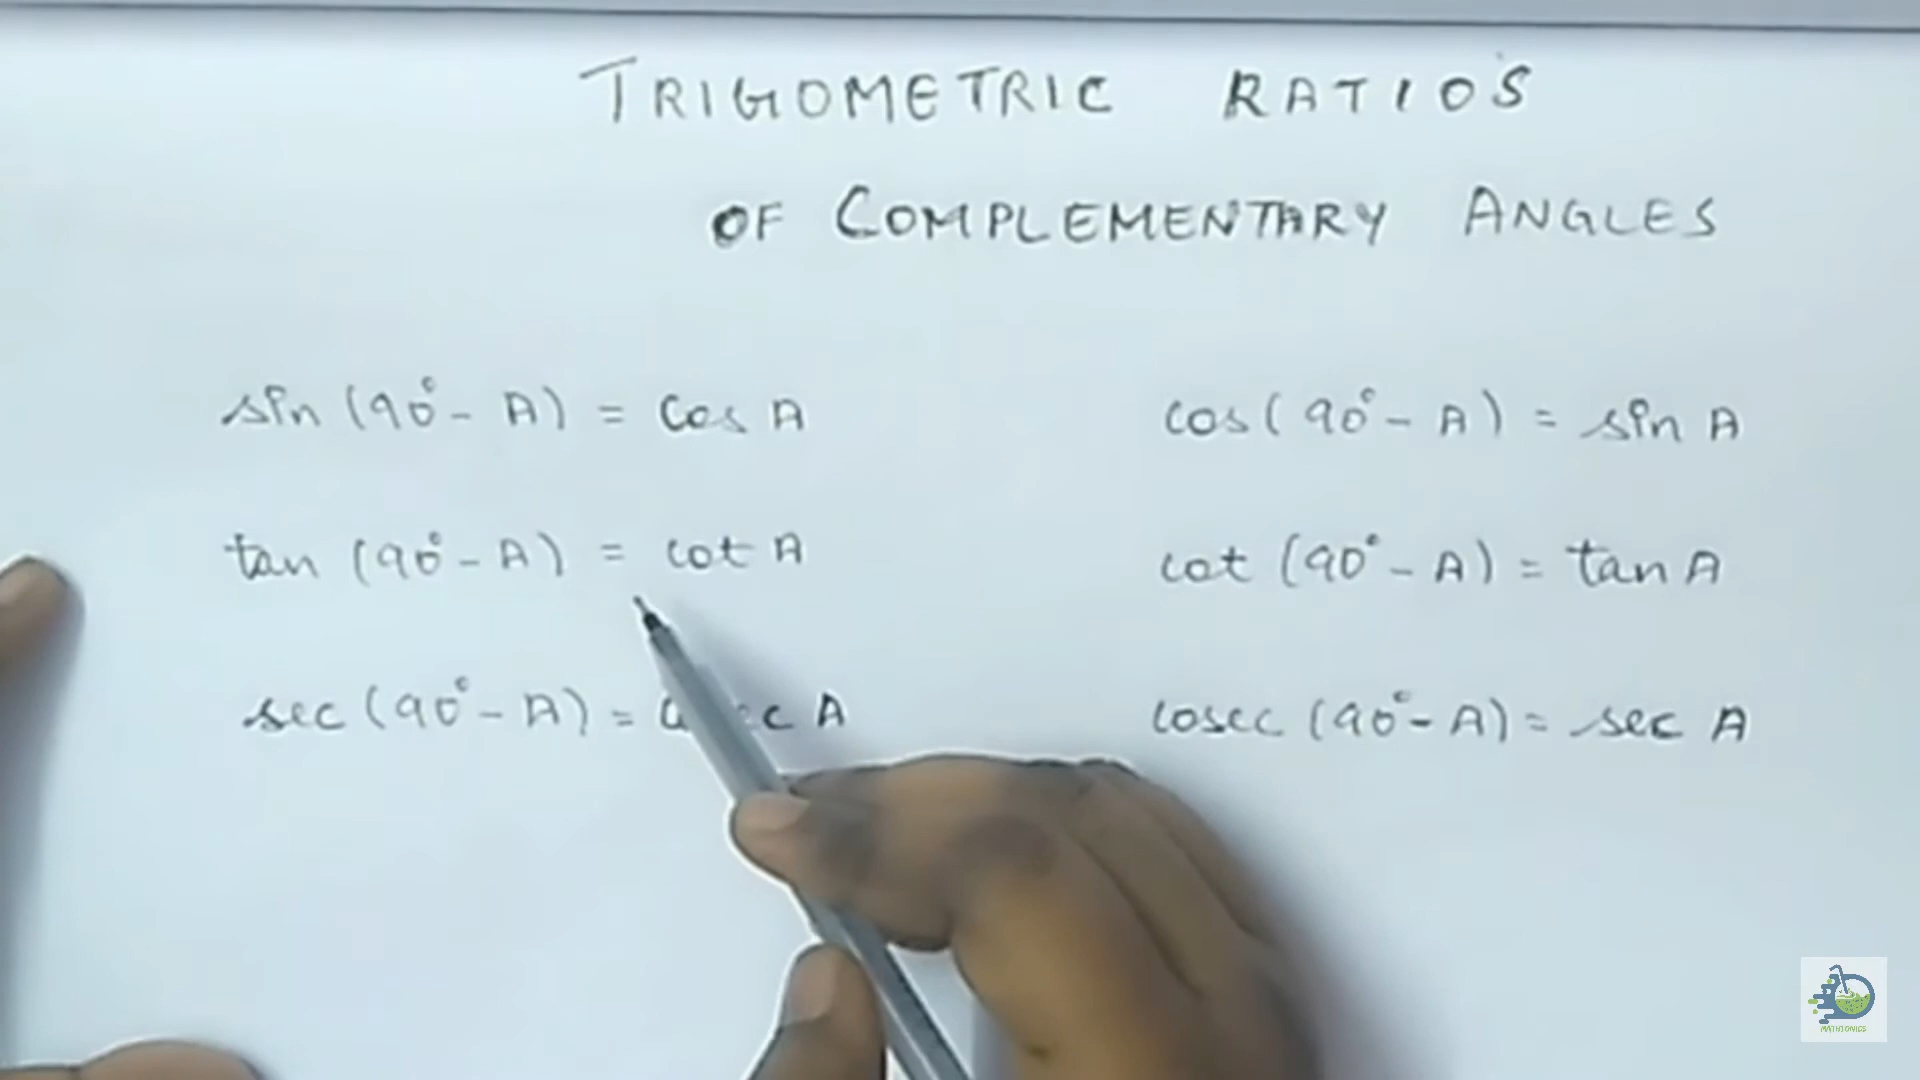 TRIGOMETRIC RATIOS
OF COMPLEMENTARY ANGLES
sin (90° - A) = Cos A
cos (90° - A) = sin A
tan (90° - A) = cot A
cot (90° - A) = tan A
sec (90° - A) = A
cosec (90° - A) = sec A
MATHIONICS